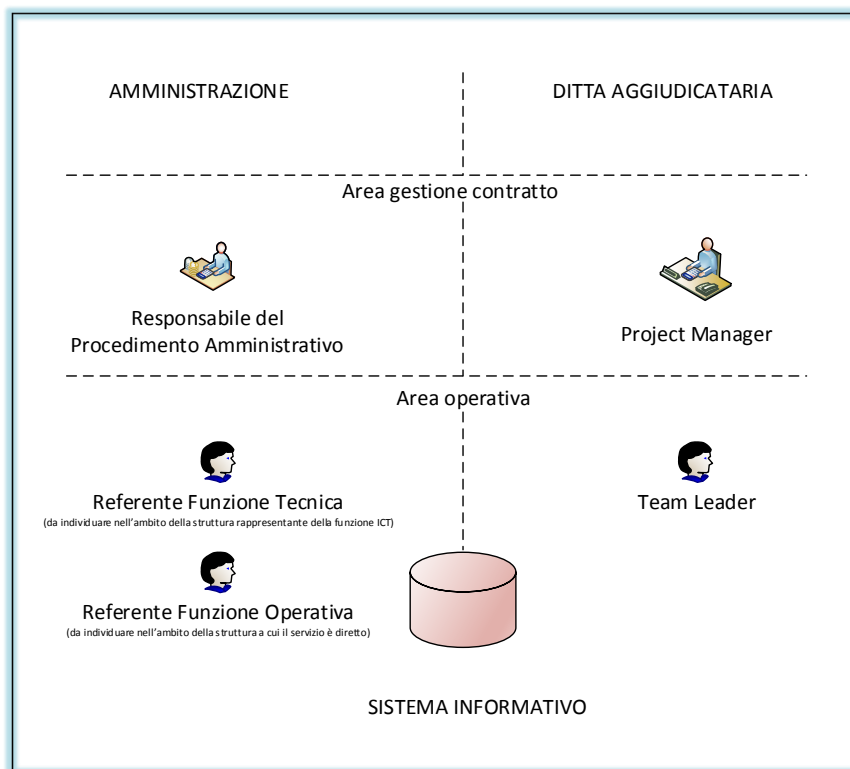 AMMINISTRAZIONE
DITTA AGGIUDICATARIA
Area gestione contratto
Responsabile del
Procedimento Amministrativo
Project Manager
Area operativa
Referente Funzione Tecnica
(da individuare nell'ambito della struttura rappresentante della funzione ICT)
Team Leader
Referente Funzione Operativa
(da individuare nell'ambito della struttura a cui il servizio è diretto)
SISTEMA INFORMATIVO